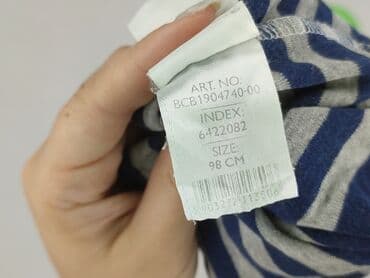 ART. NO.
BCB1904740-00
INDEX:
6422082
SIZE:
98 CM